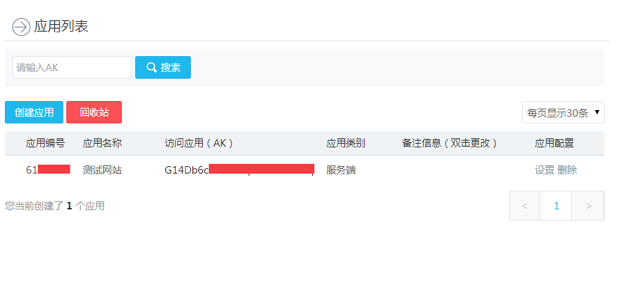 应用列表
请输入AK 搜索
创建应用 回收站 每页显示30条
应用编号 应用名称 访问应用（AK） 应用类别 备注信息（双击更改） 应用配置
61 测试网站 G14Db6c 服务端 设置 删除
您当前创建了 1 个应用 < 1 >